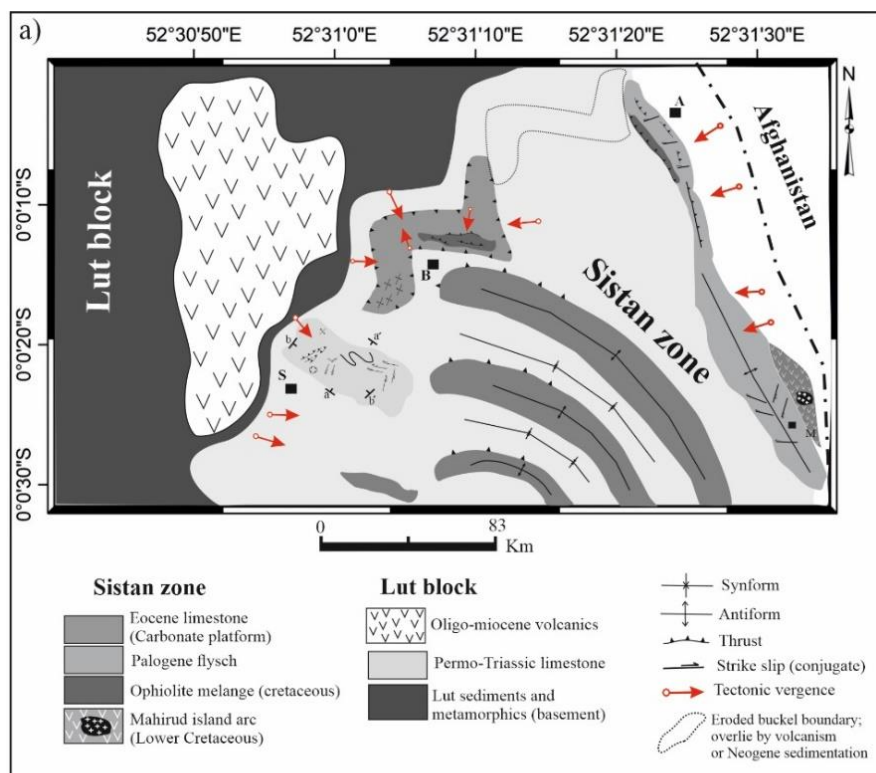 a)
52°30'50"E
52°31'0"E
52°31'10"E
52°31'20"E
52°31'30"E
N
0°0'10"S
0°0'20"S
0°0'30"S
Lut block
Sistan zone
Afghanistan
A
B
S
M
b
a'
a
b'
0
83
Km
Sistan zone
Eocene limestone
(Carbonate platform)
Palogene flysch
Ophiolite melange (cretaceous)
Mahirud island arc
(Lower Cretaceous)
Lut block
Oligo-miocene volcanics
Permo-Triassic limestone
Lut sediments and
metamorphics (basement)
Synform
Antiform
Thrust
Strike slip (conjugate)
Tectonic vergence
Eroded buckel boundary;
overlie by volcanism
or Neogene sedimentation